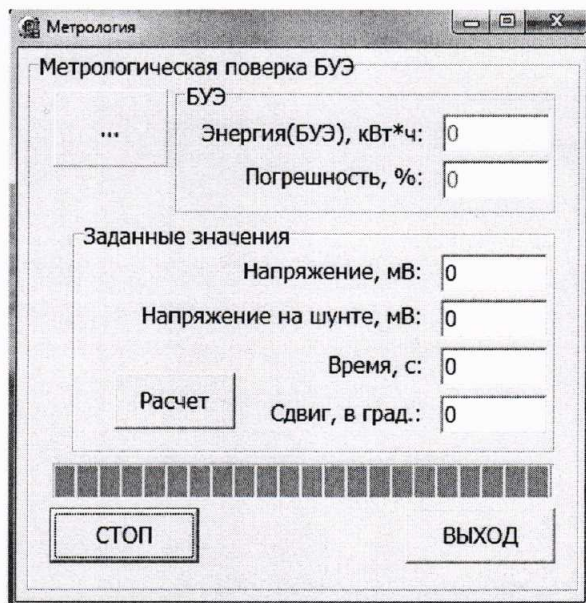 Метрология
Метрологическая поверка БУЭ
...
БУЭ
Энергия(БУЭ), кВт*ч: 0
Погрешность, %: 0
Заданные значения
Напряжение, мВ: 0
Напряжение на шунте, мВ: 0
Время, с: 0
Расчет
Сдвиг, в град.: 0
СТОП
ВЫХОД